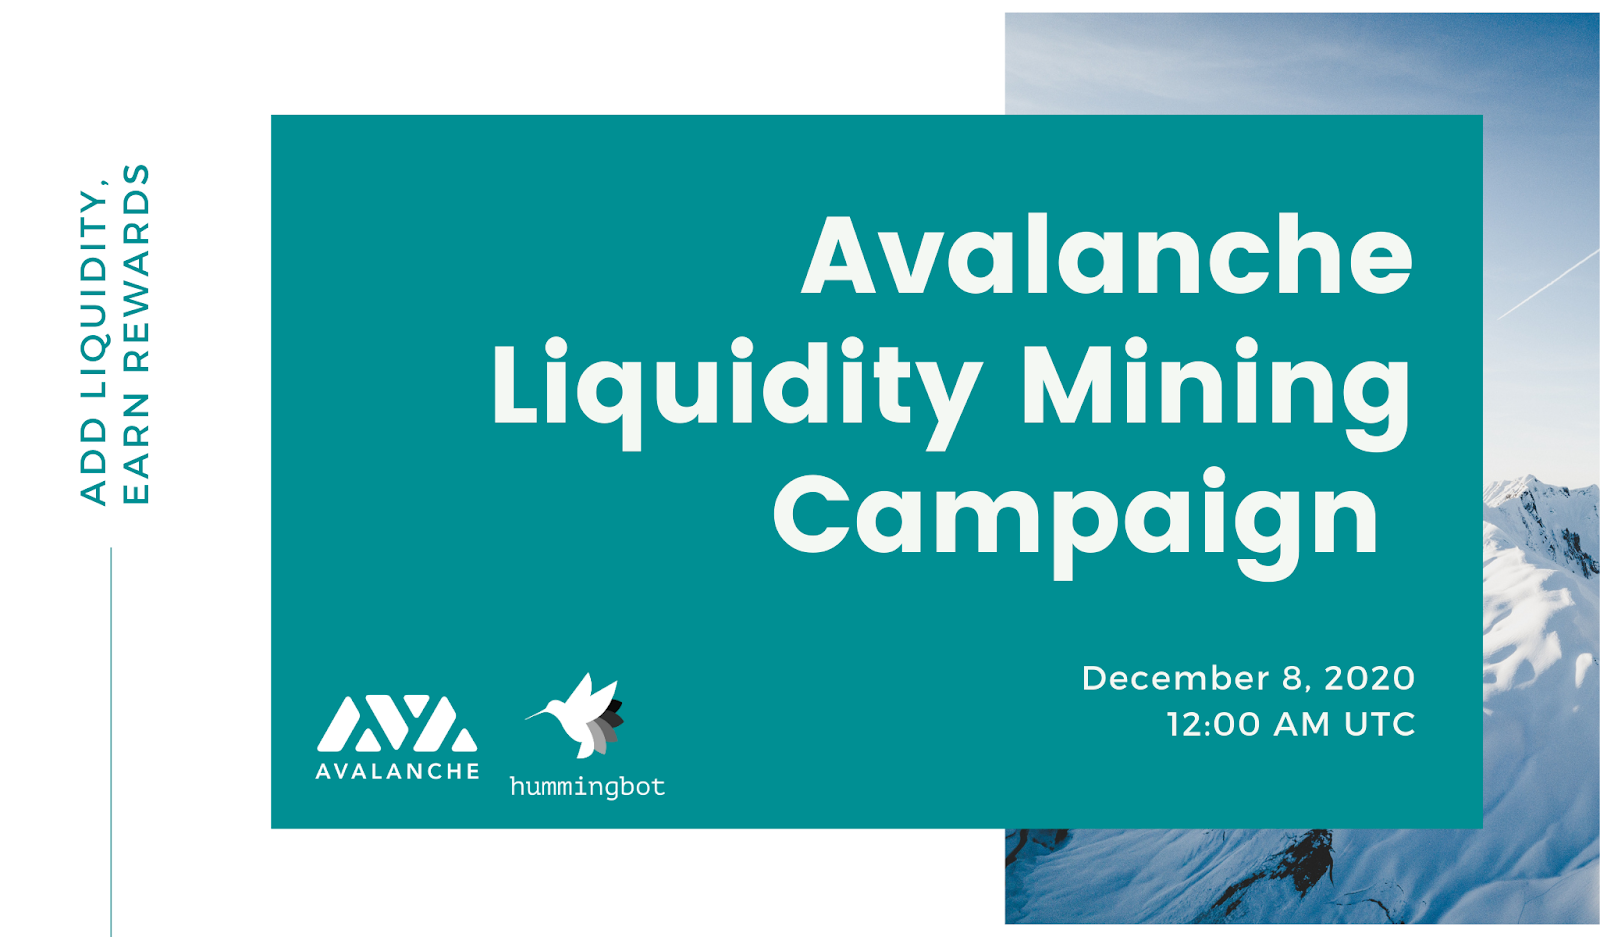 ADD LIQUIDITY,
EARN REWARDS
Avalanche
Liquidity Mining
Campaign
December 8, 2020
12:00 AM UTC
AVALANCHE
hummingbot